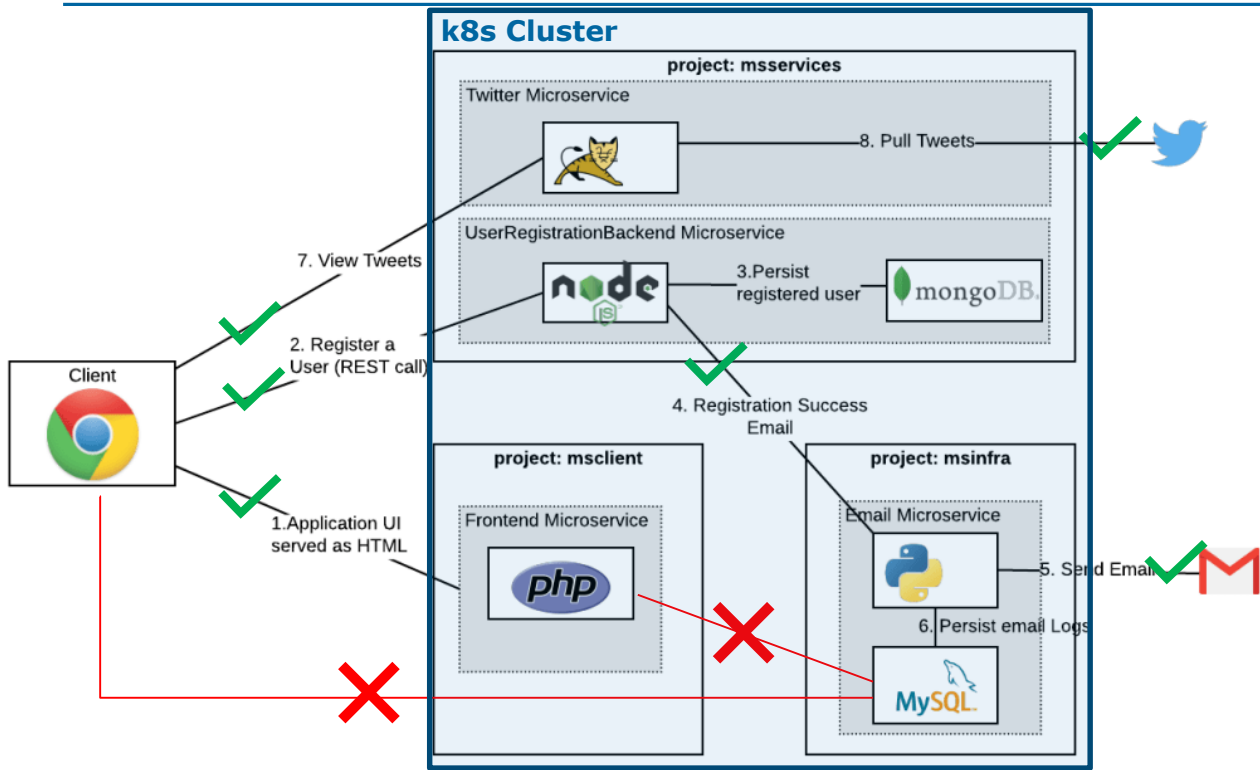 k8s Cluster
project: msservices
Twitter Microservice
8. Pull Tweets
UserRegistrationBackend Microservice
7. View Tweets
node
JS
3.Persist
registered user
mongoDB
2. Register a
User (REST call)
Client
4. Registration Success
Email
project: msclient
project: msinfra
1.Application UI
served as HTML
Frontend Microservice
php
Email Microservice
5. Send Email
6. Persist email Logs
MySQL